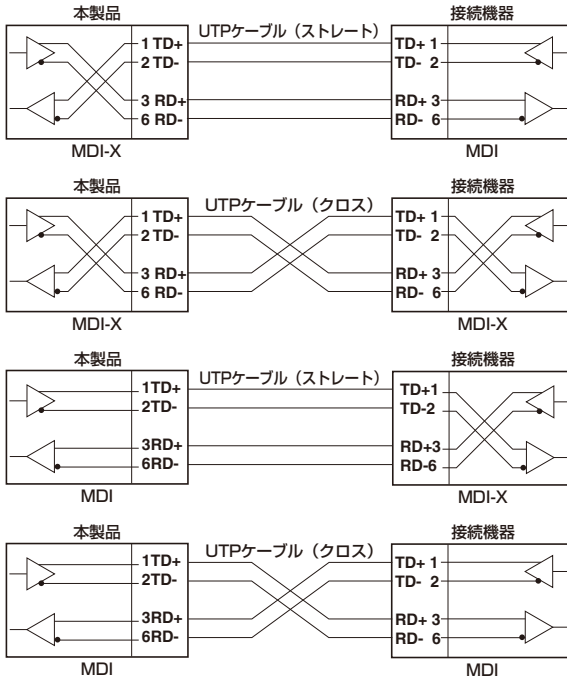 本製品
UTPケーブル（ストレート）
接続機器
1 TD+
TD+ 1
2 TD-
TD- 2
3 RD+
RD+ 3
6 RD-
RD- 6
MDI-X
MDI
本製品
UTPケーブル（クロス）
接続機器
1 TD+
TD+ 1
2 TD-
TD- 2
3 RD+
RD+ 3
6 RD-
RD- 6
MDI-X
MDI-X
本製品
UTPケーブル（ストレート）
接続機器
1TD+
TD+1
2TD-
TD-2
3RD+
RD+3
6RD-
RD-6
MDI
MDI-X
本製品
UTPケーブル（クロス）
接続機器
1TD+
TD+ 1
2TD-
TD- 2
3RD+
RD+ 3
6RD-
RD- 6
MDI
MDI